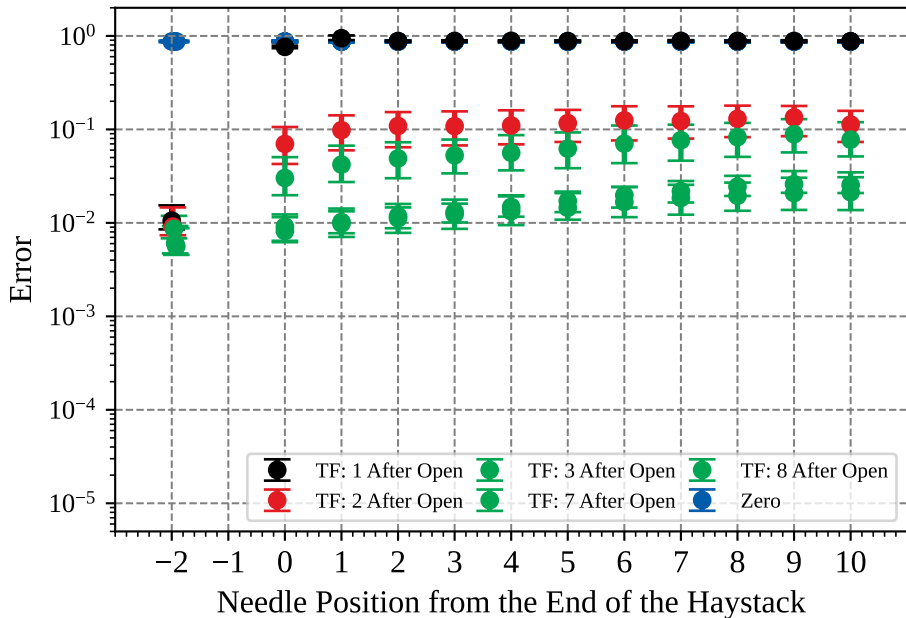 10⁰
10⁻¹
10⁻²
10⁻³
10⁻⁴
10⁻⁵
Error
TF: 1 After Open TF: 3 After Open TF: 8 After Open
TF: 2 After Open TF: 7 After Open Zero
−2 −1 0 1 2 3 4 5 6 7 8 9 10
Needle Position from the End of the Haystack